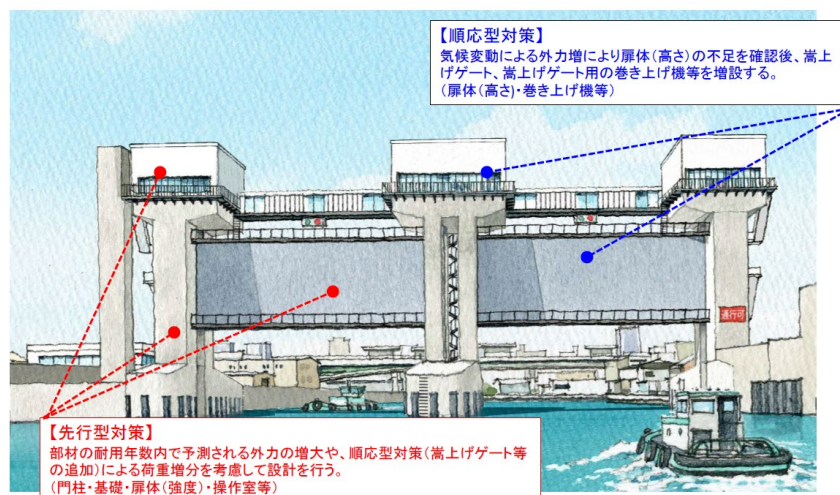 【順応型対策】
気候変動による外力増により扉体(高さ)の不足を確認後、嵩上
げゲート、嵩上げゲート用の巻き上げ機等を増設する。
(扉体(高さ)・巻き上げ機等)
通行可
【先行型対策】
部材の耐用年数内で予測される外力の増大や、順応型対策(嵩上げゲート等
の追加)による荷重増分を考慮して設計を行う。
(門柱・基礎・扉体(強度)・操作室等)